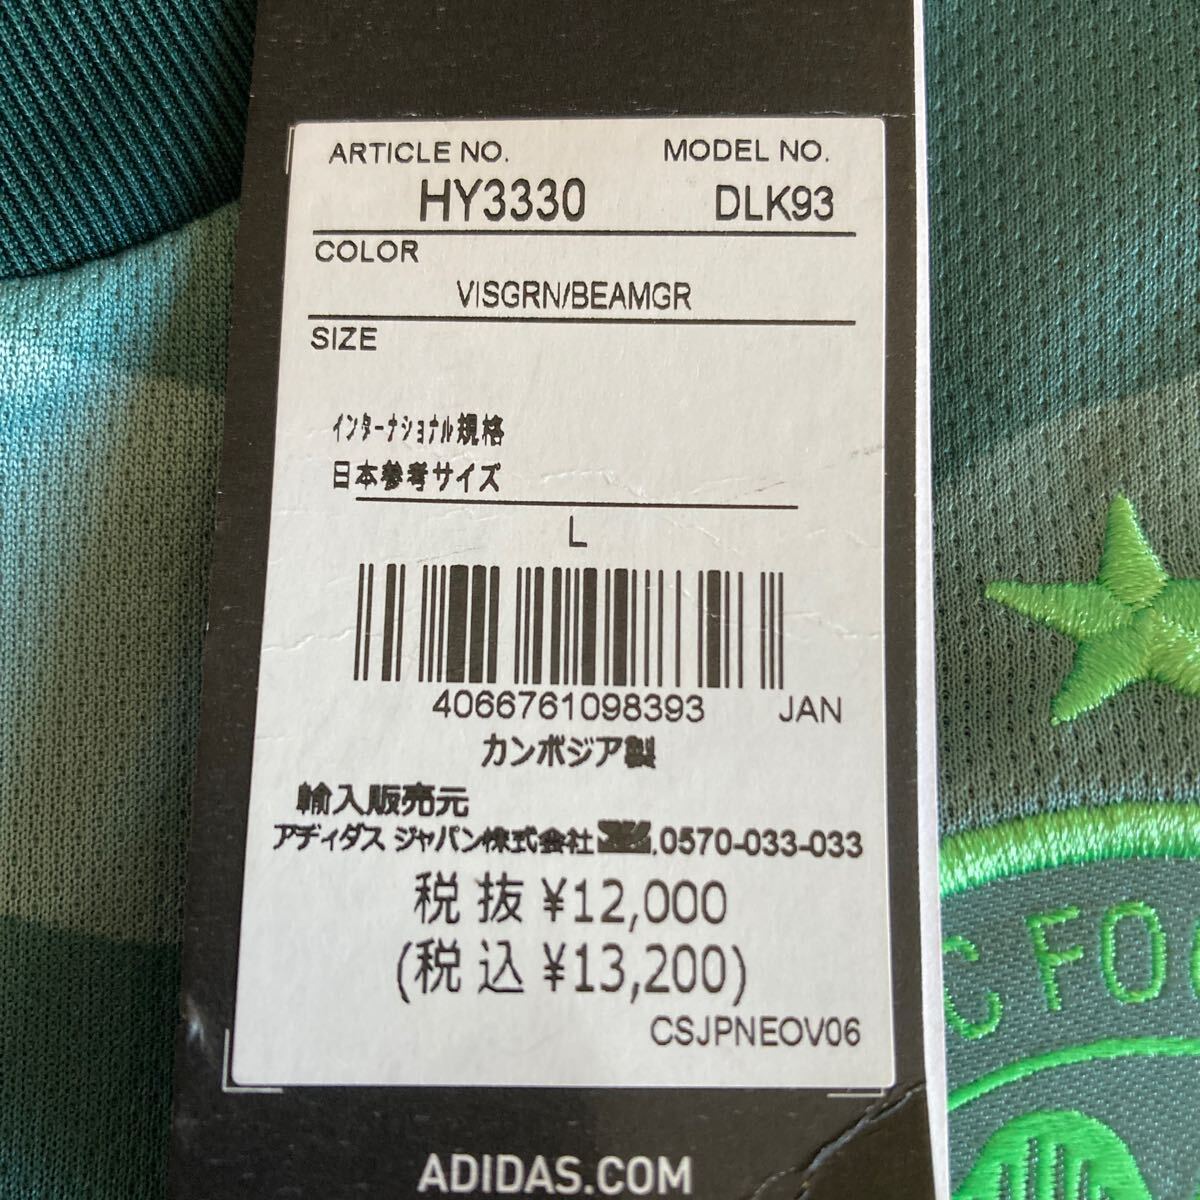 ARTICLE NO. MODEL NO.
HY3330 DLK93
COLOR
VISGRN/BEAMGR
SIZE
インターナショナル規格
日本参考サイズ
L
4066761098393 JAN
カンボジア製
輸入販売元
アディダス ジャパン株式会社 .0570-033-033
税抜 ¥12,000
(税込 ¥13,200)
CSJPNEOV06
ADIDAS.COM
C FO